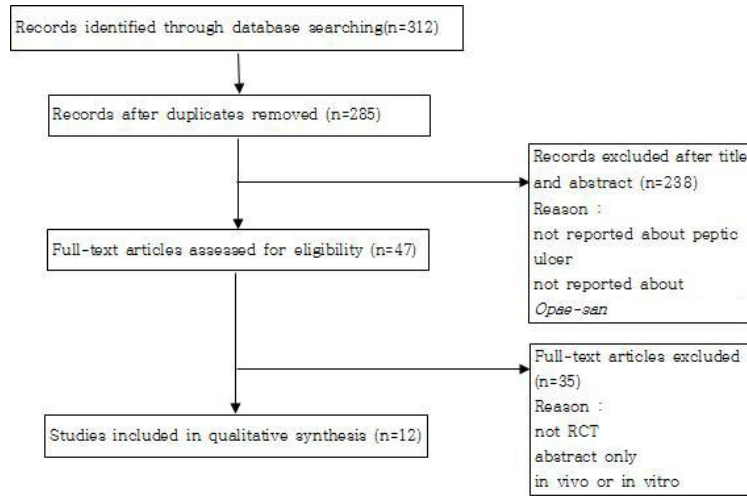 Records identified through database searching(n=312)
Records after duplicates removed (n=285)
Records excluded after title
and abstract (n=238)
Reason :
not reported about peptic
ulcer
not reported about
Opae-san
Full-text articles assessed for eligibility (n=47)
Full-text articles excluded
(n=35)
Reason :
not RCT
abstract only
in vivo or in vitro
Studies included in qualitative synthesis (n=12)